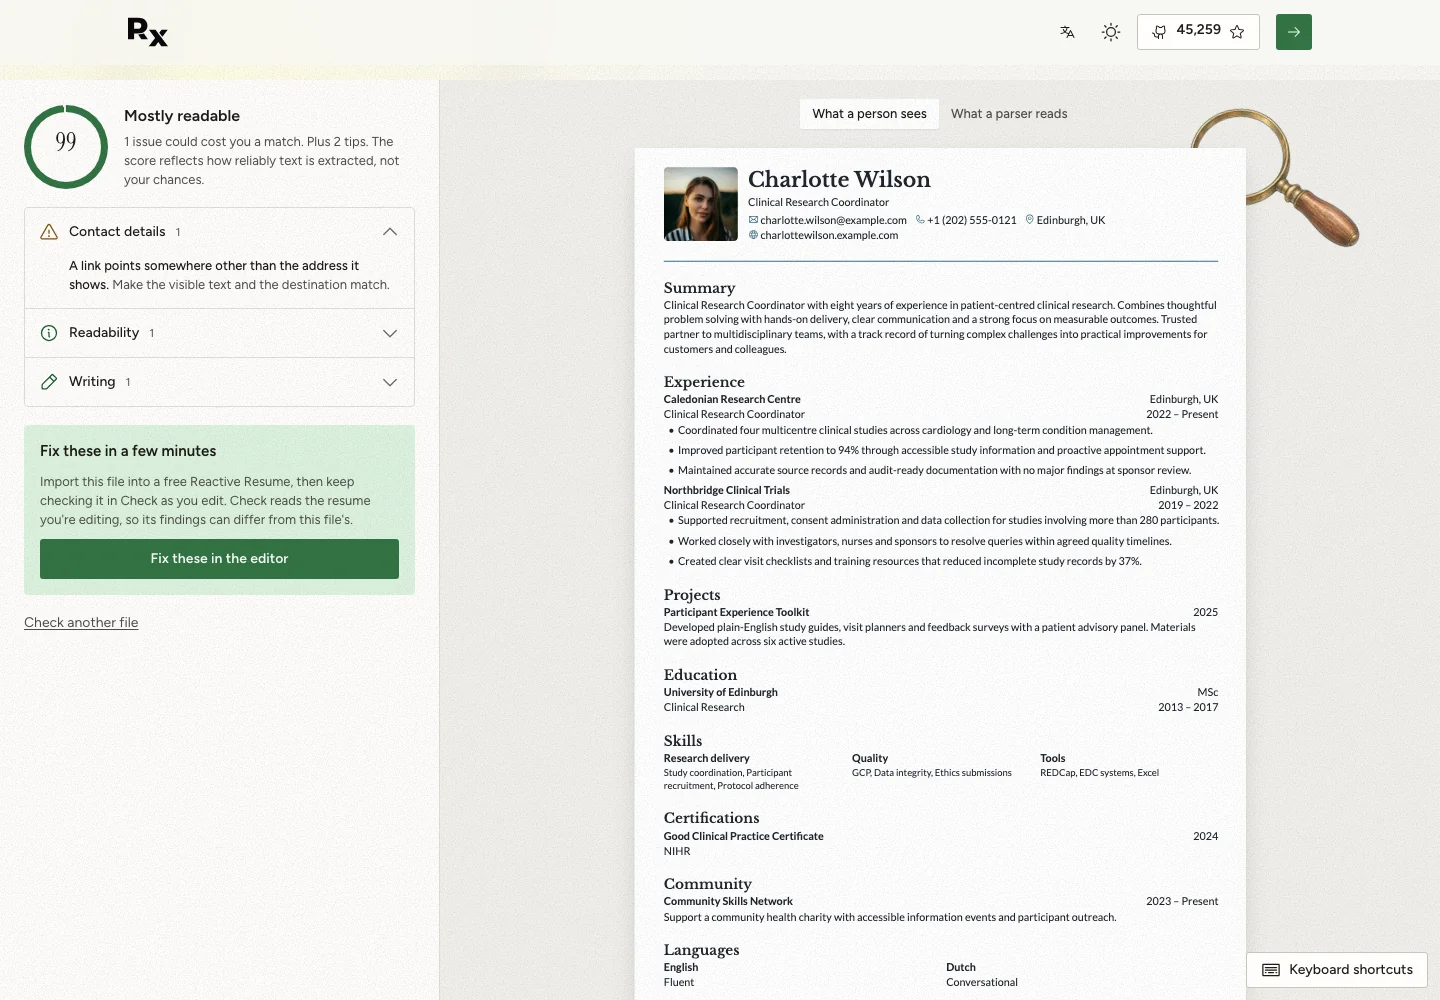 Rx
45,259
99
Mostly readable
1 issue could cost you a match. Plus 2 tips. The
score reflects how reliably text is extracted, not
your chances.
Contact details 1
A link points somewhere other than the address it
shows. Make the visible text and the destination match.
Readability 1
Writing 1
Fix these in a few minutes
Import this file into a free Reactive Resume, then keep
checking it in Check as you edit. Check reads the resume
you're editing, so its findings can differ from this file's.
Fix these in the editor
Check another file
What a person sees
What a parser reads
Charlotte Wilson
Clinical Research Coordinator
charlotte.wilson@example.com +1 (202) 555-0121 Edinburgh, UK
charlottewilson.example.com
Summary
Clinical Research Coordinator with eight years of experience in patient-centred clinical research. Combines thoughtful
problem solving with hands-on delivery, clear communication and a strong focus on measurable outcomes. Trusted
partner to multidisciplinary teams, with a track record of turning complex challenges into practical improvements for
customers and colleagues.
Experience
Caledonian Research Centre Edinburgh, UK
Clinical Research Coordinator 2022 – Present
• Coordinated four multicentre clinical studies across cardiology and long-term condition management.
• Improved participant retention to 94% through accessible study information and proactive appointment support.
• Maintained accurate source records and audit-ready documentation with no major findings at sponsor review.
Northbridge Clinical Trials Edinburgh, UK
Clinical Research Coordinator 2019 – 2022
• Supported recruitment, consent administration and data collection for studies involving more than 280 participants.
• Worked closely with investigators, nurses and sponsors to resolve queries within agreed quality timelines.
• Created clear visit checklists and training resources that reduced incomplete study records by 37%.
Projects
Participant Experience Toolkit 2025
Developed plain-English study guides, visit planners and feedback surveys with a patient advisory panel. Materials
were adopted across six active studies.
Education
University of Edinburgh MSc
Clinical Research 2013 – 2017
Skills
Research delivery Quality Tools
Study coordination, Participant GCP, Data integrity, Ethics submissions REDCap, EDC systems, Excel
recruitment, Protocol adherence
Certifications
Good Clinical Practice Certificate 2024
NIHR
Community
Community Skills Network 2023 – Present
Support a community health charity with accessible information events and participant outreach.
Languages
English Dutch
Fluent Conversational
Keyboard shortcuts